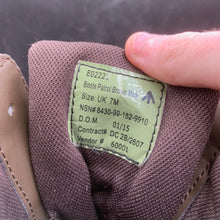 E0222.
Boots Patrol Brown Male
Size: UK 7M
NSN# 8430-99-152-9910
D.O.M. 01/15
Contract# DC 2B/2607
Vendor # 60001